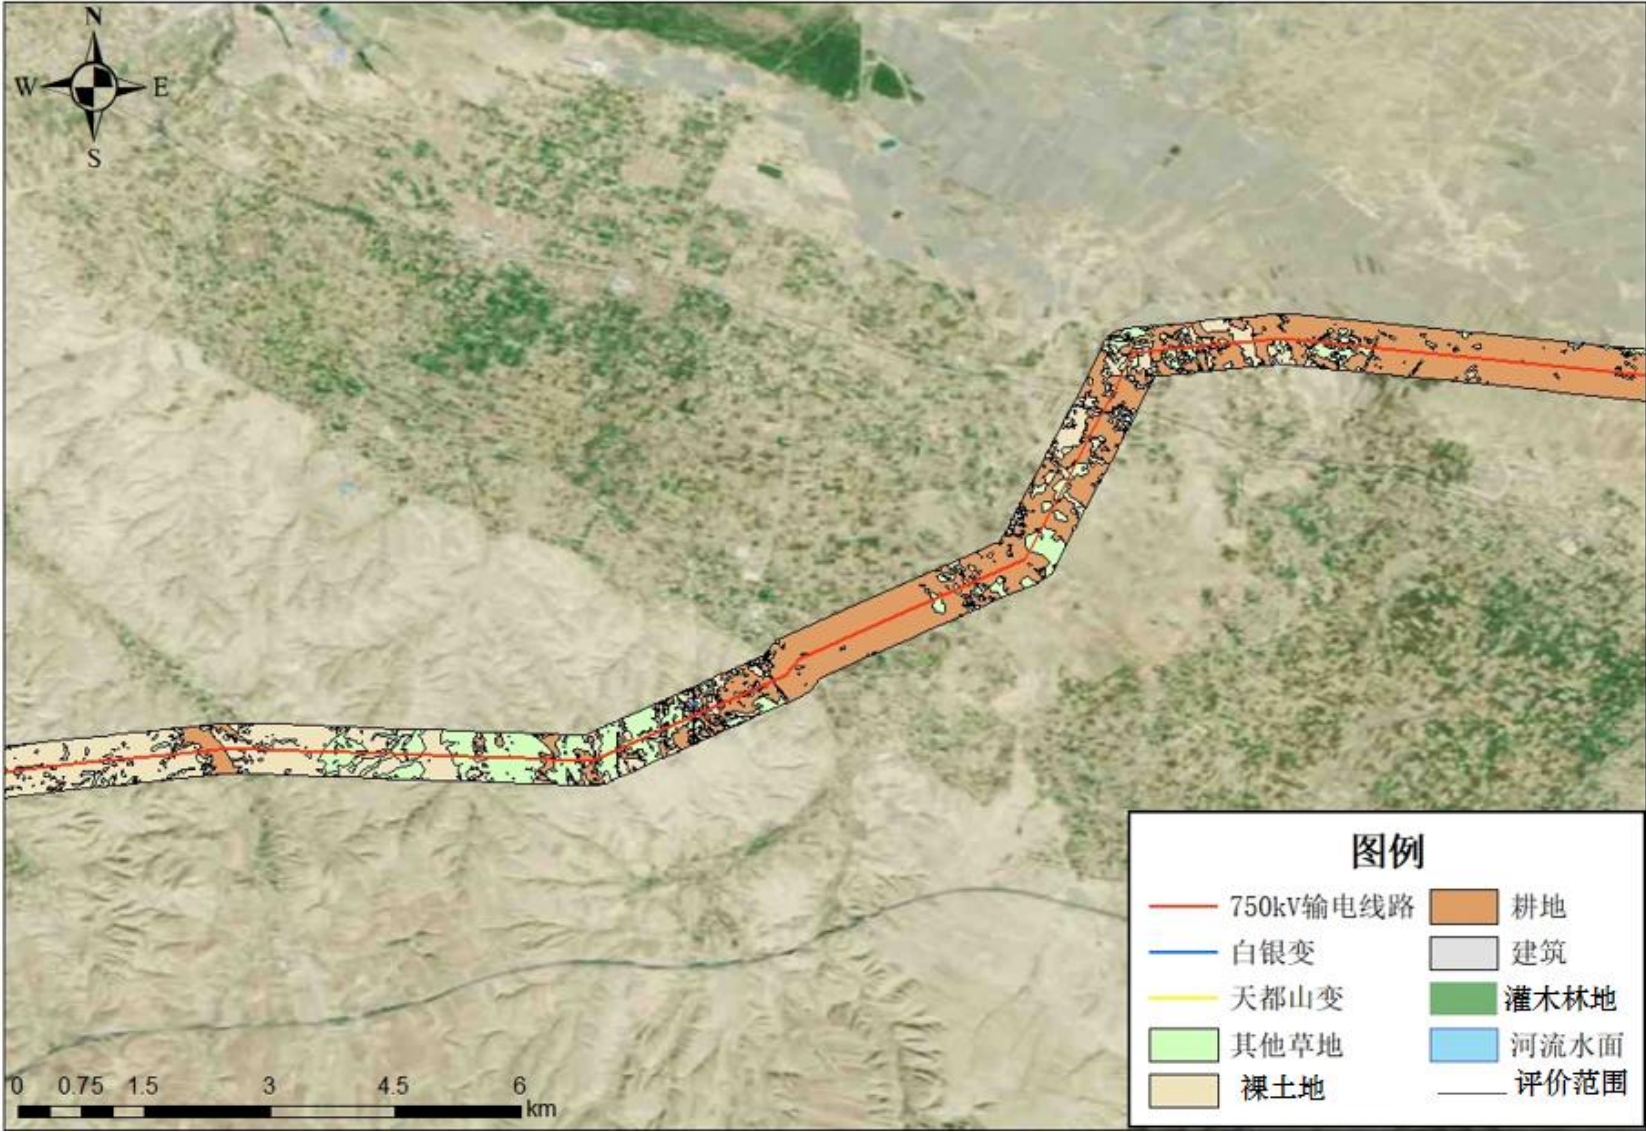 N
W E
S
图例
750kV输电线路 耕地
白银变 建筑
天都山变 灌木林地
其他草地 河流水面
裸土地 评价范围
0 0.75 1.5 3 4.5 6
km